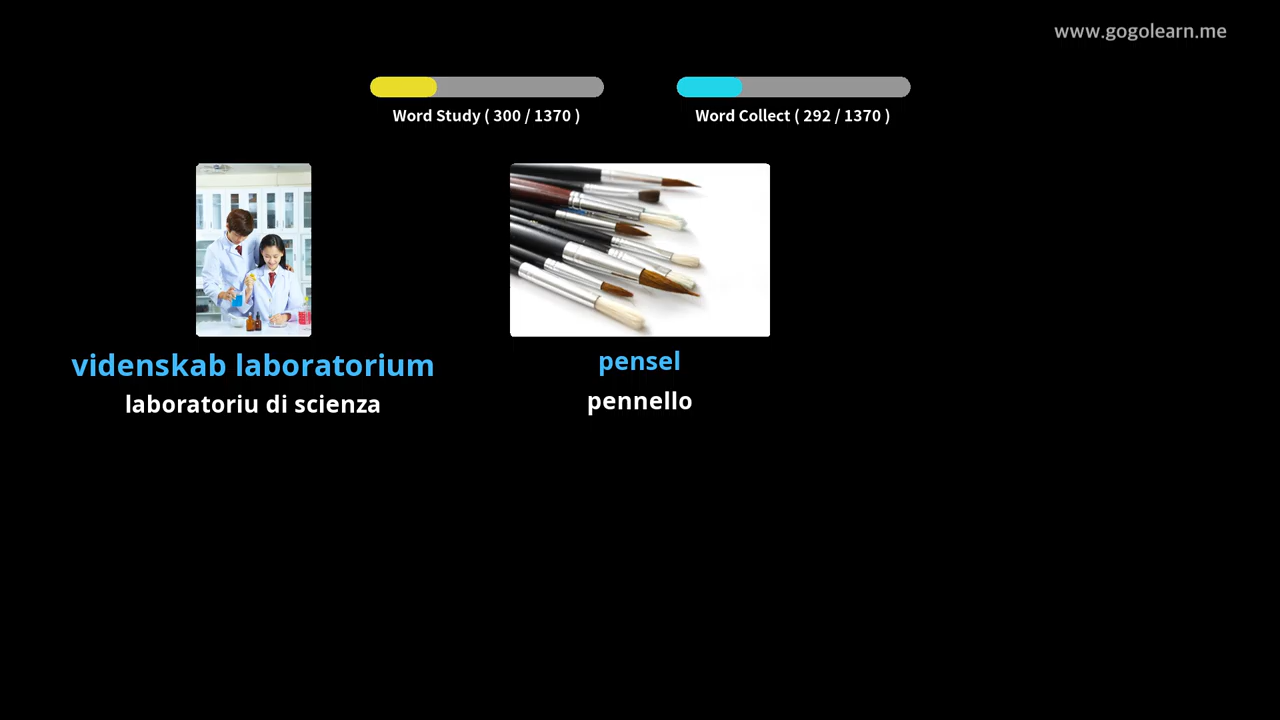 www.gogolearn.me
Word Study ( 300 / 1370 )
Word Collect ( 292 / 1370 )
videnskab laboratorium
laboratoriu di scienza
pensel
pennello